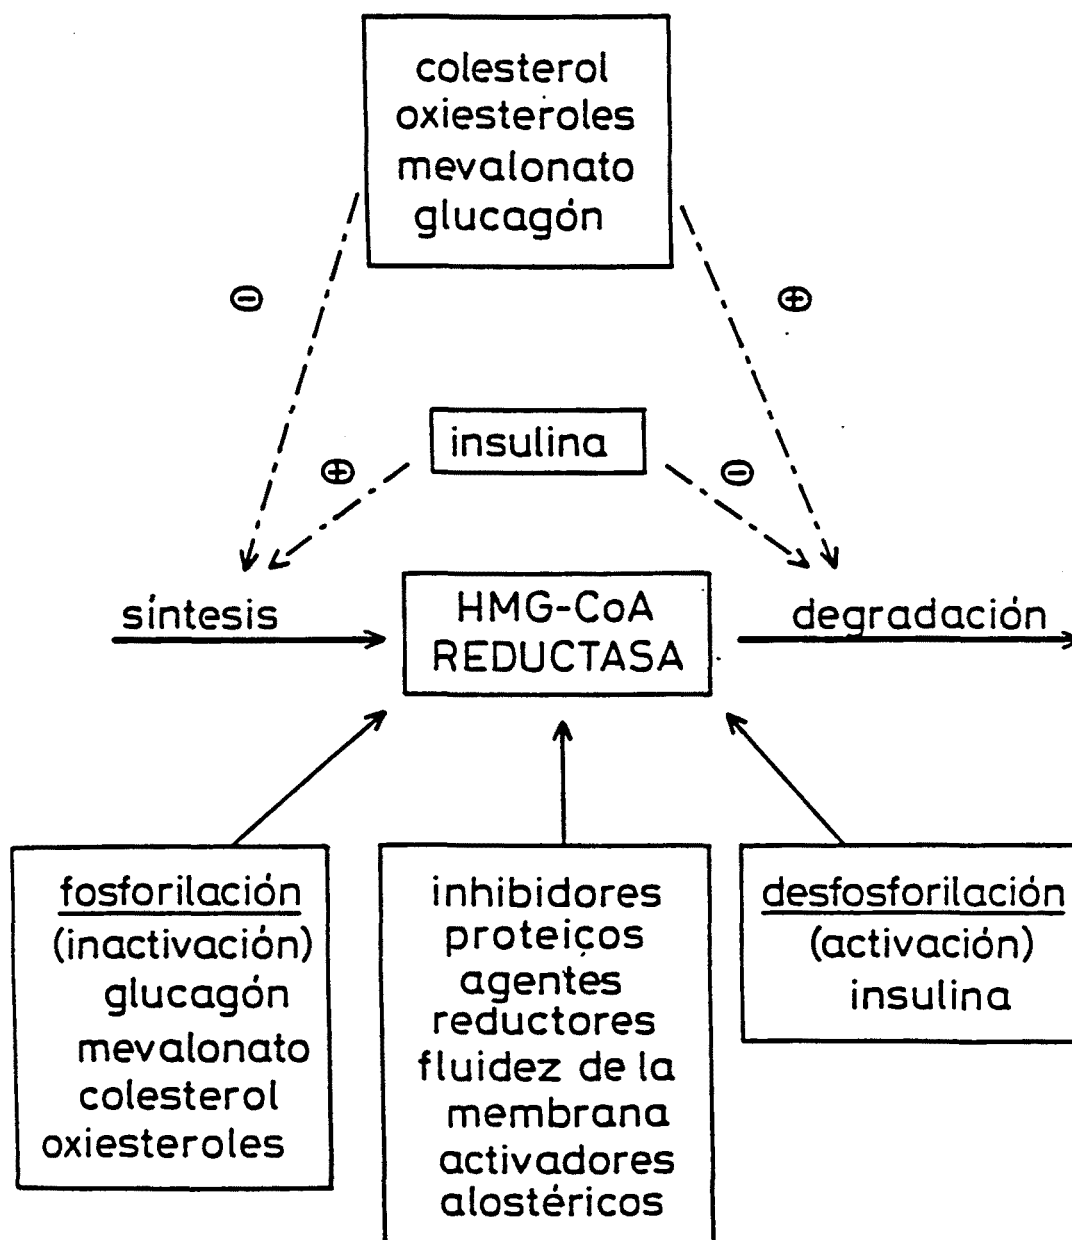 colesterol
oxiesteroles
mevalonato
glucagón
⊖
⊕
insulina
⊕
⊖
síntesis
HMG-CoA
REDUCTASA
degradación
fosforilación
(inactivación)
glucagón
mevalonato
colesterol
oxiesteroles
inhibidores
proteiços
agentes
reductores
fluidez de la
membrana
activadores
alostéricos
desfosforilación
(activación)
insulina